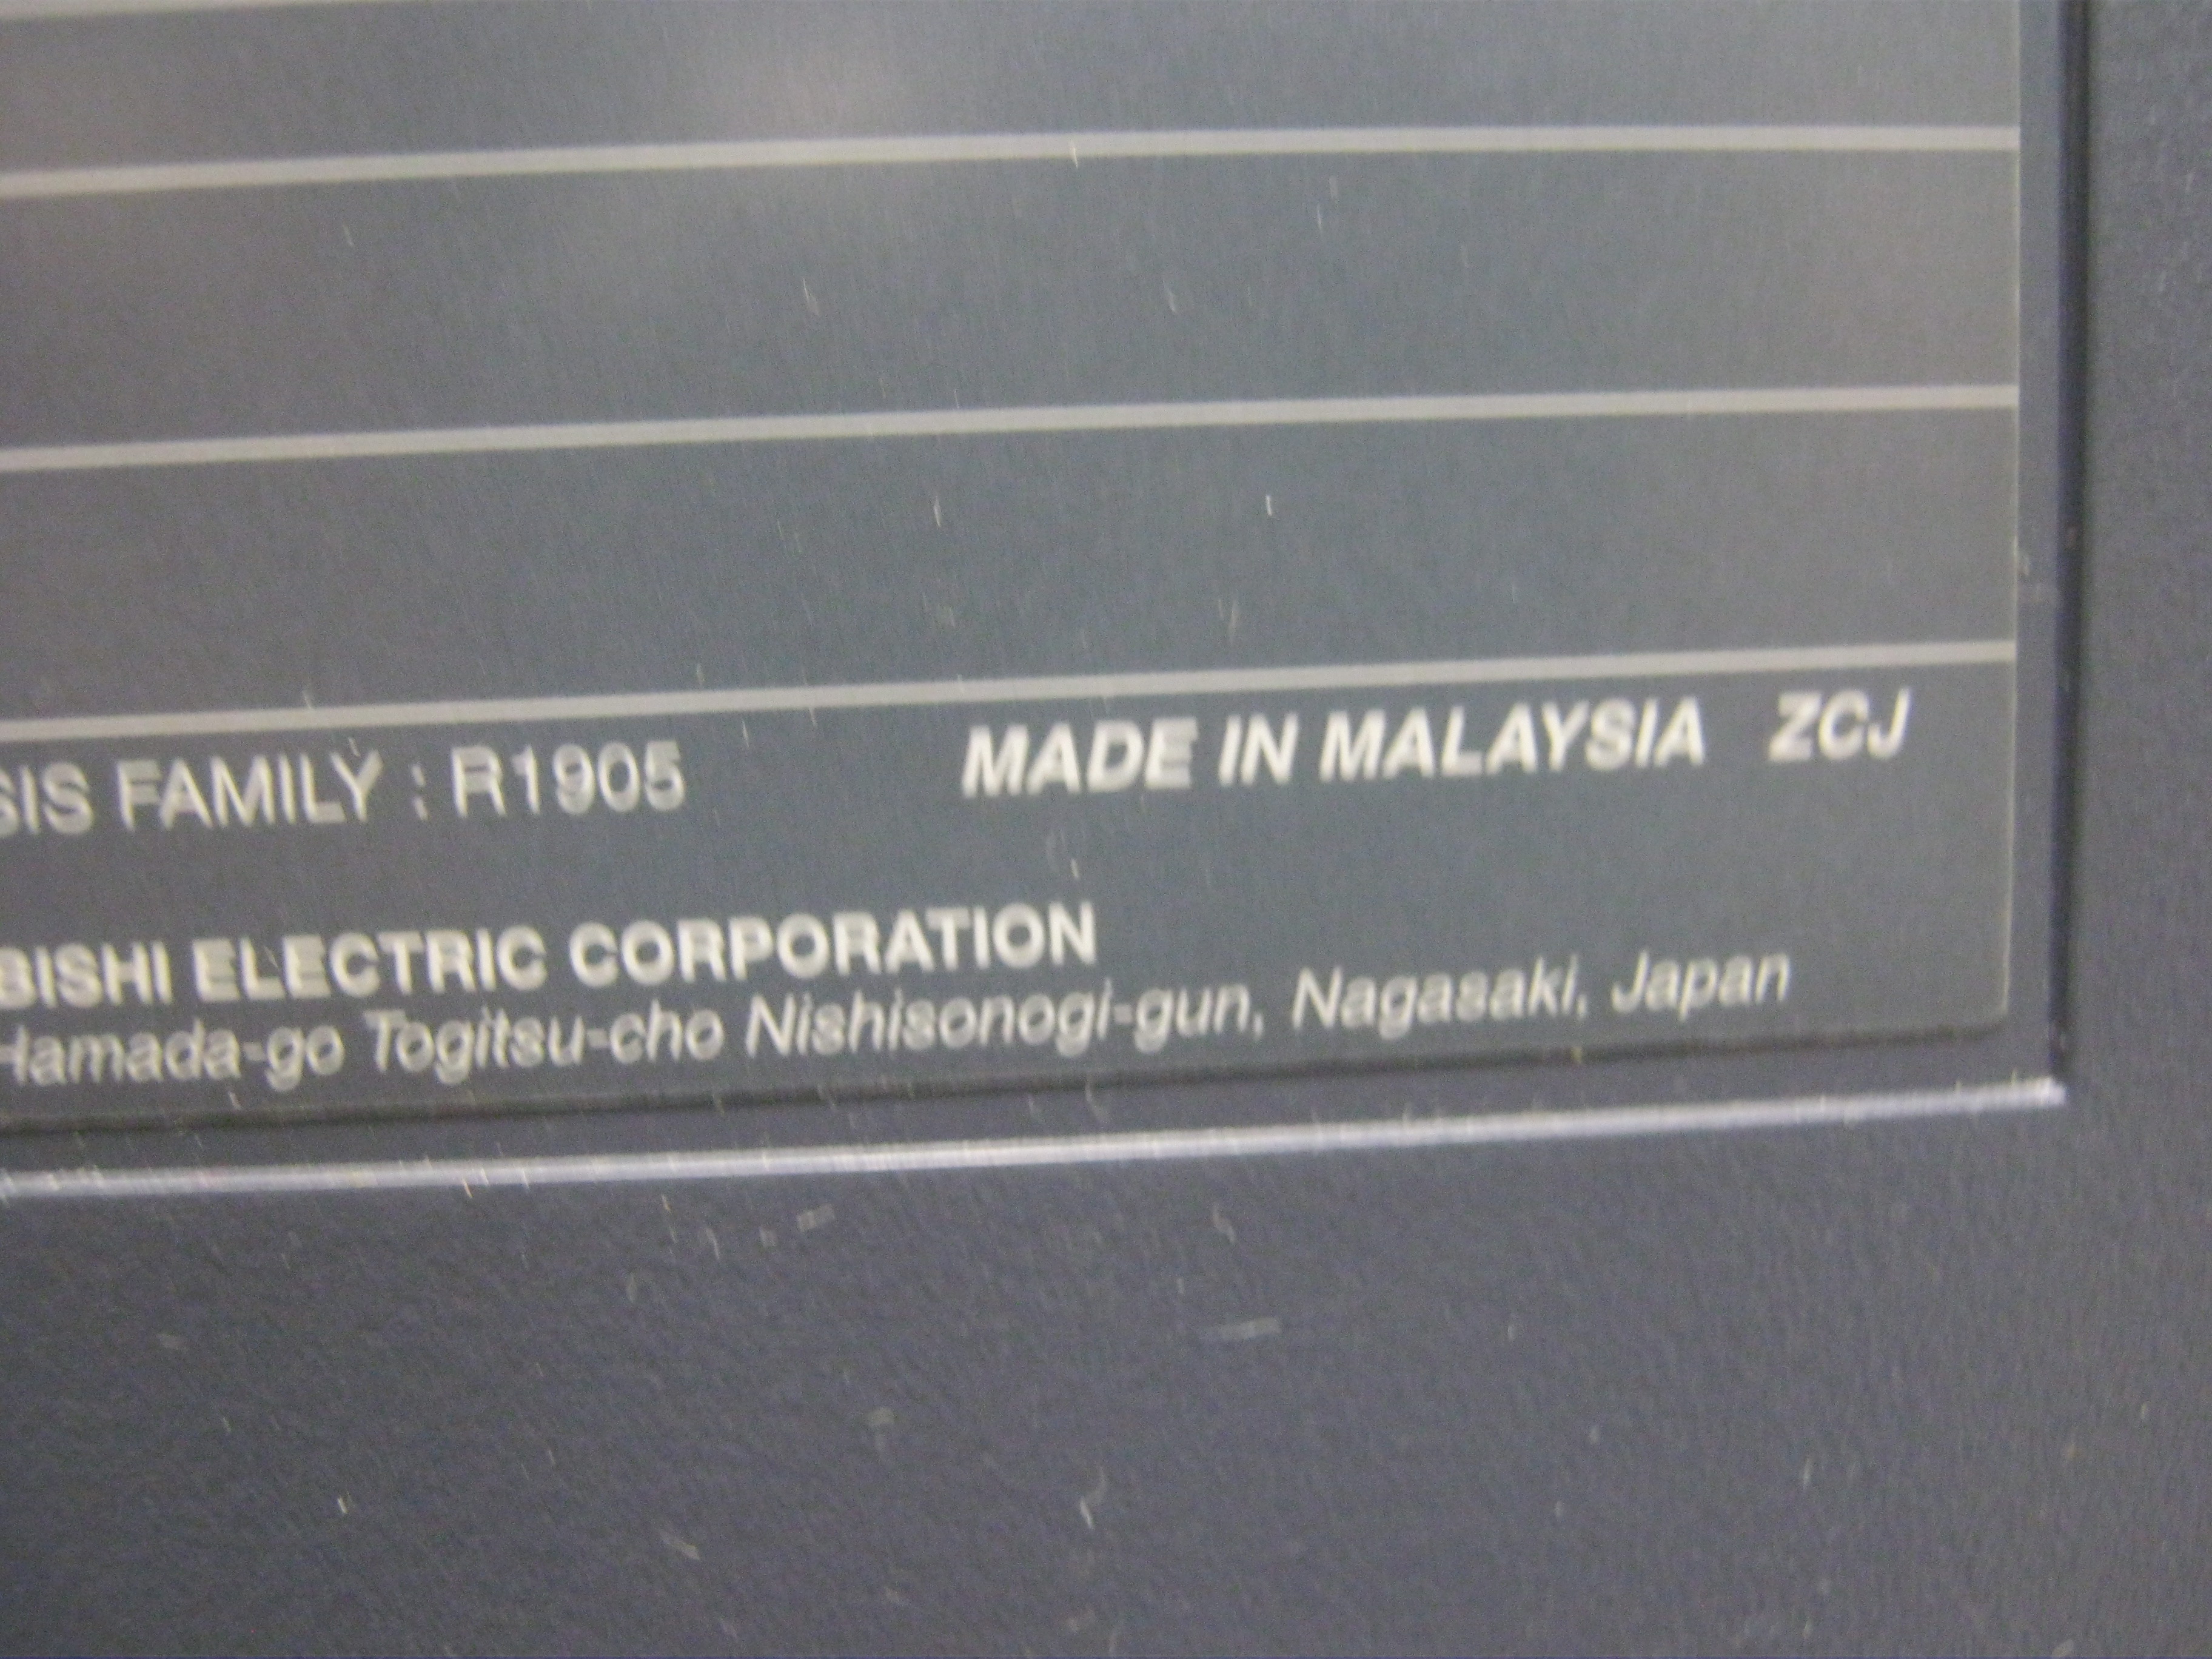 SIS FAMILY : R1905 MADE IN MALAYSIA ZCJ
BISHI ELECTRIC CORPORATION
Hamada-go Togitsu-cho Nishisonogi-gun, Nagasaki, Japan